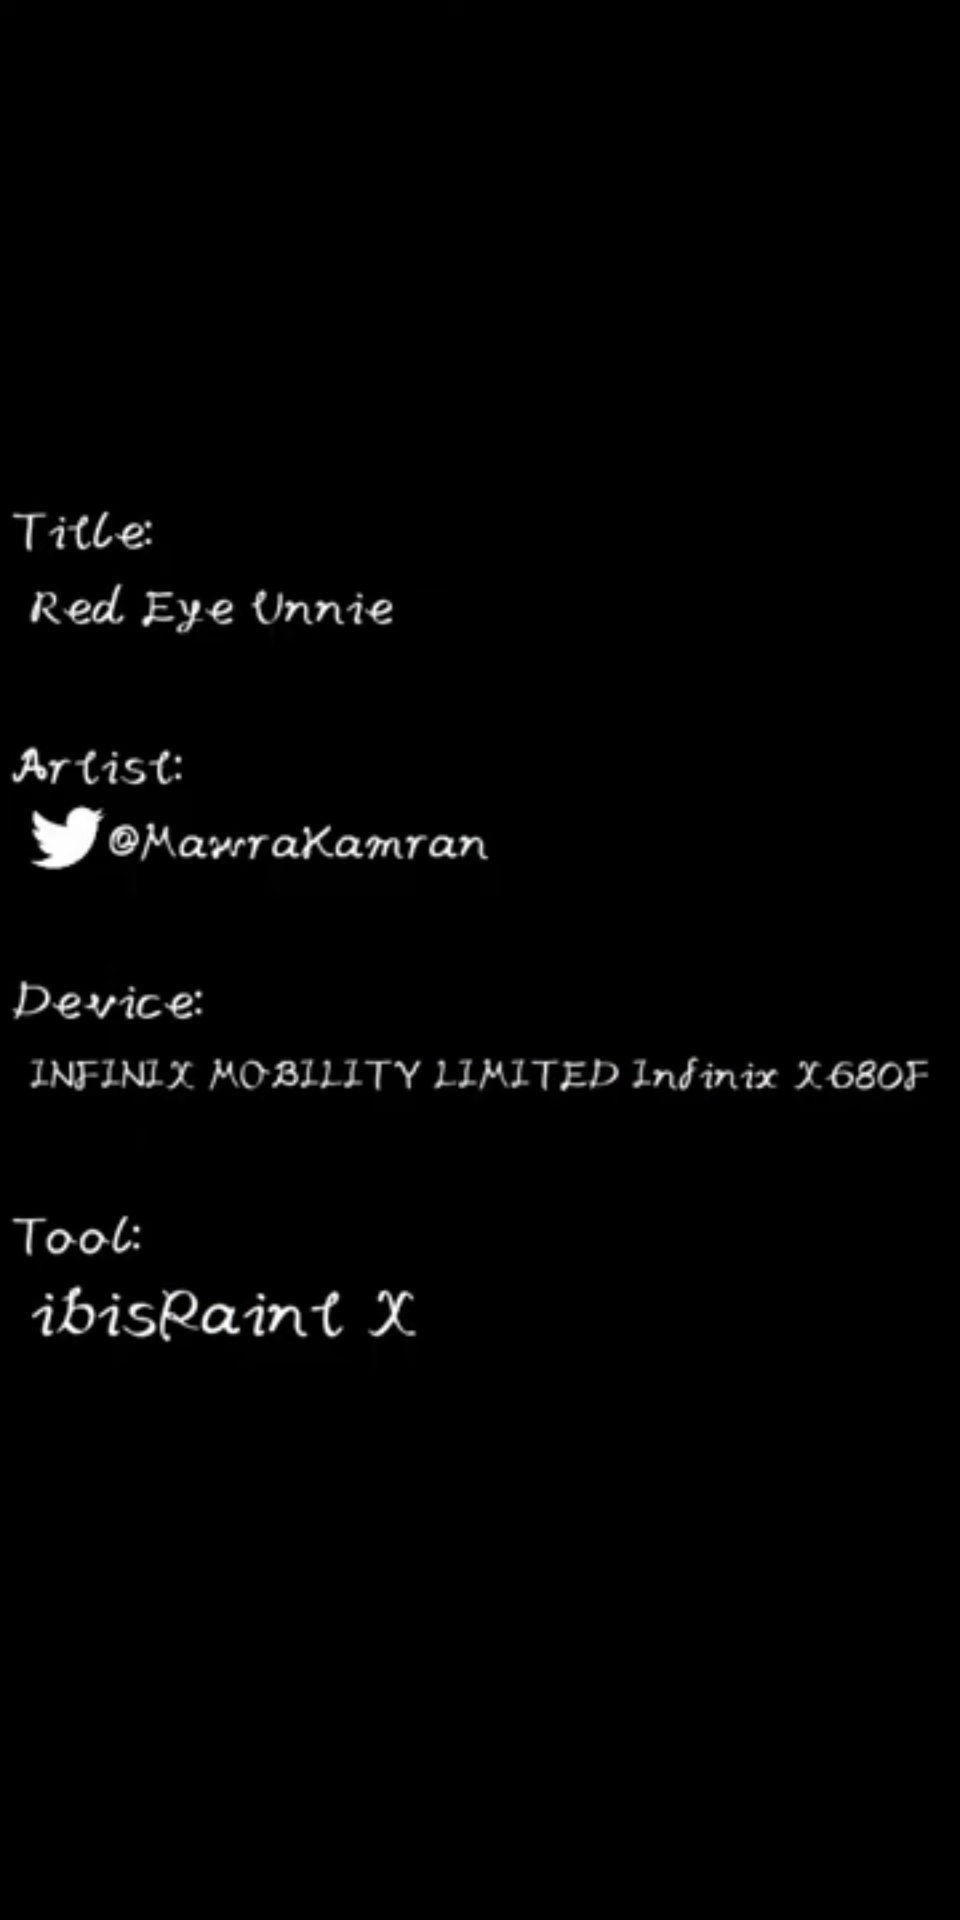 Title:
Red Eye Unnie
Artist:
@MawraKamran
Device:
INFINIX MOBILITY LIMITED Infinix X680F
Tool:
ibisPaint X